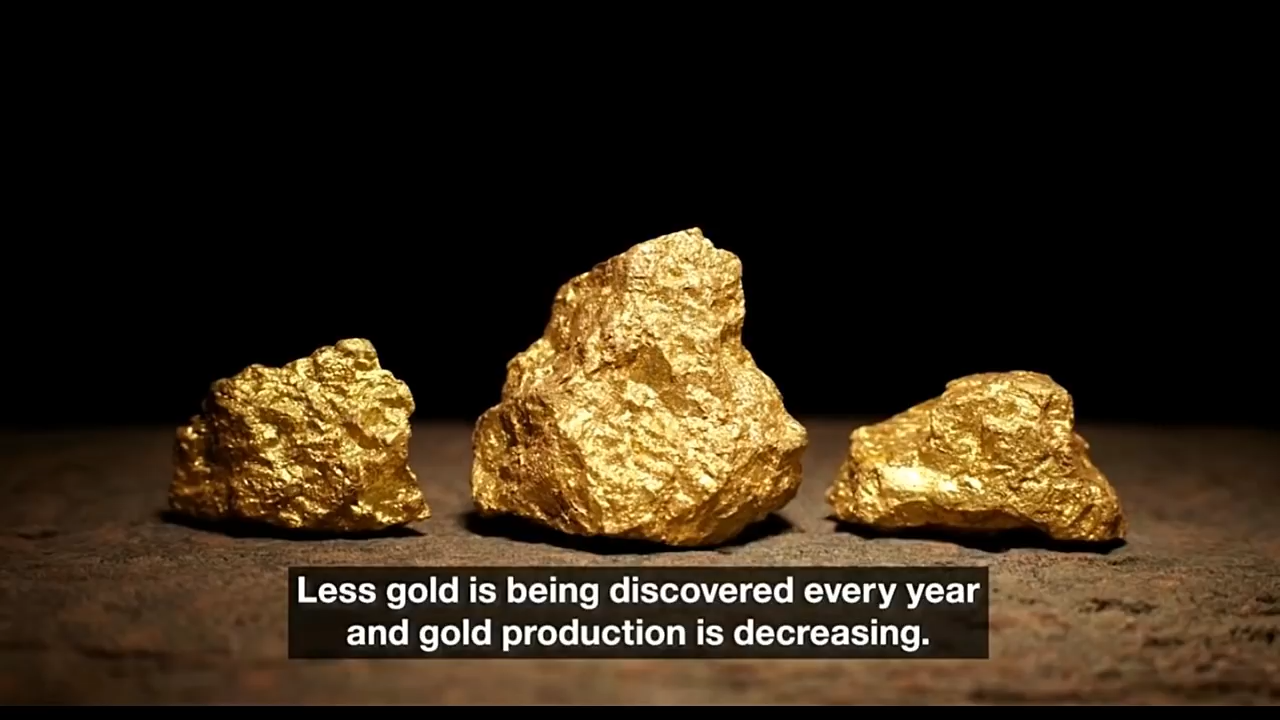 Less gold is being discovered every year
and gold production is decreasing.